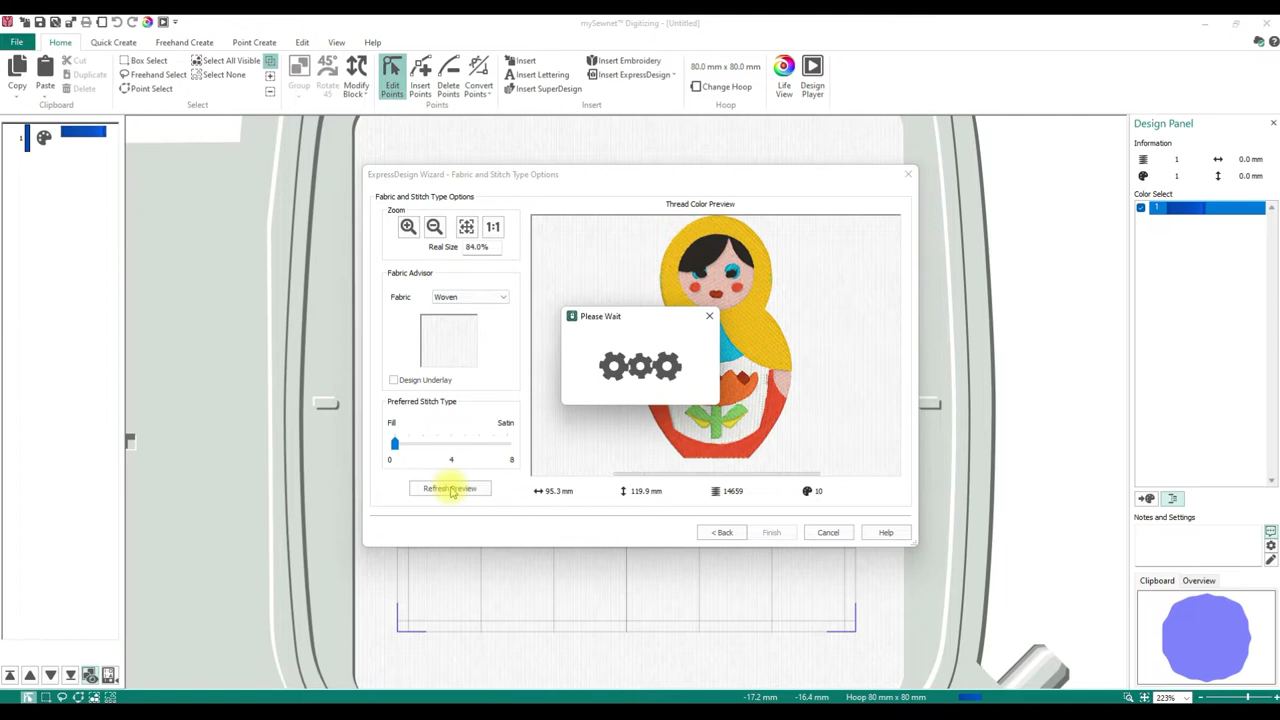 mySewnet™ Digitizing - [Untitled]
File Home Quick Create Freehand Create Point Create Edit View Help
Copy
Paste
Cut
Duplicate
Delete
Clipboard
Box Select
Freehand Select
Point Select
Select All Visible
Select None
Select
Group
Rotate 45
45°
Modify Block
Edit Points
Insert Points
Delete Points
Convert Points
Points
Insert
Insert Lettering
Insert SuperDesign
Insert Embroidery
Insert ExpressDesign
Insert
80.0 mm x 80.0 mm
Change Hoop
Hoop
Life View
Design Player
1
ExpressDesign Wizard - Fabric and Stitch Type Options
Fabric and Stitch Type Options
Zoom
1:1
Real Size 84.0%
Fabric Advisor
Fabric Woven
Design Underlay
Preferred Stitch Type
Fill Satin
0 4 8
Refresh Preview
Thread Color Preview
Please Wait
95.3 mm 119.9 mm 14659 10
< Back Finish Cancel Help
Design Panel
Information
1 0.0 mm
1 0.0 mm
Color Select
1
Notes and Settings
Clipboard Overview
-17.2 mm -16.4 mm Hoop 80 mm x 80 mm 223%